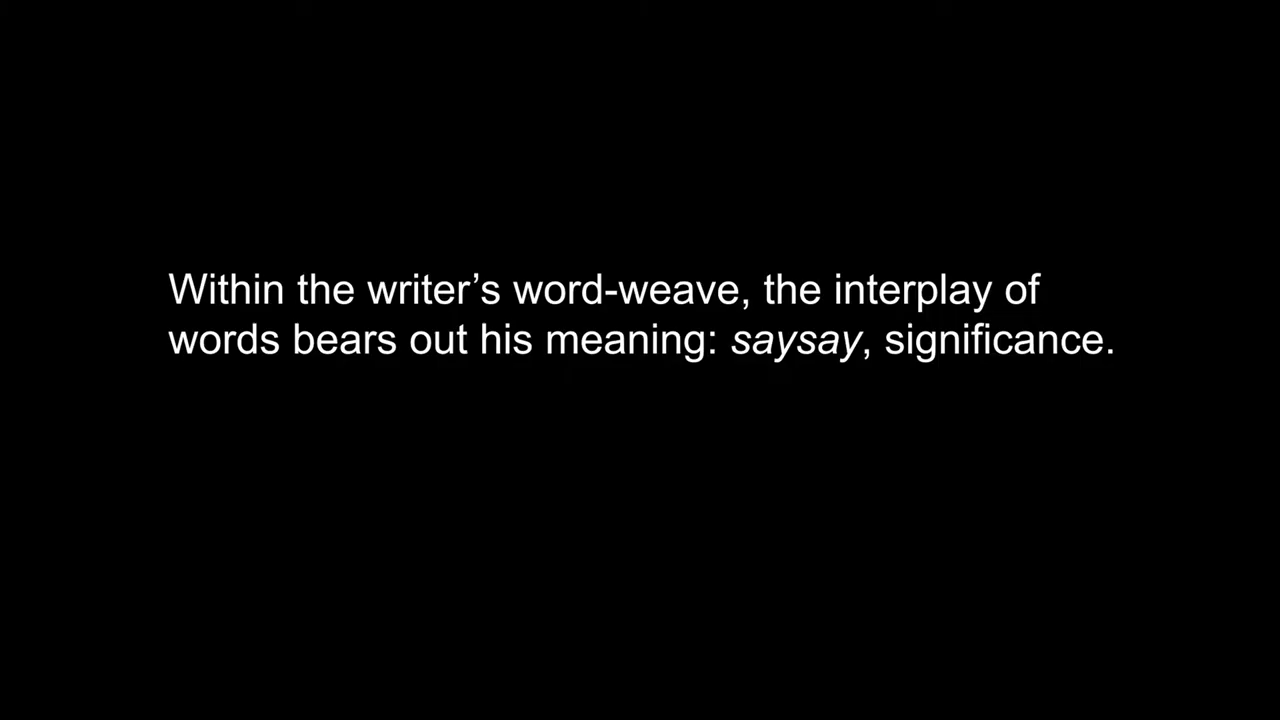 Within the writer’s word-weave, the interplay of
words bears out his meaning: saysay, significance.